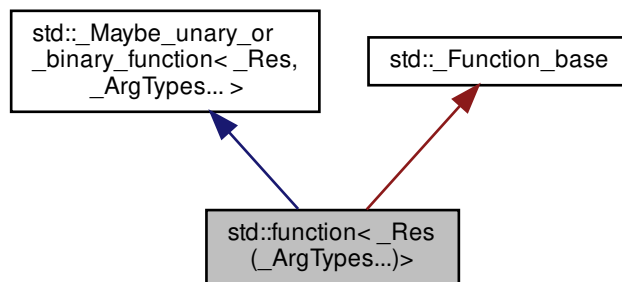 std::_Maybe_unary_or
_binary_function< _Res,
_ArgTypes... >
std::_Function_base
std::function< _Res
(_ArgTypes...)>